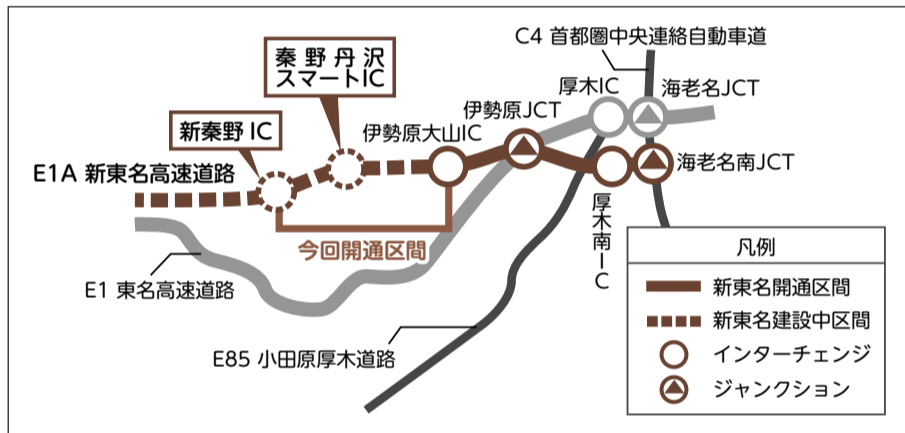 C4 首都圏中央連絡自動車道
秦野丹沢
スマートIC
厚木IC
海老名JCT
伊勢原JCT
新秦野IC
伊勢原大山IC
E1A 新東名高速道路
海老名南JCT
厚木南IC
今回開通区間
E1 東名高速道路
E85 小田原厚木道路
凡例
新東名開通区間
新東名建設中区間
インターチェンジ
ジャンクション